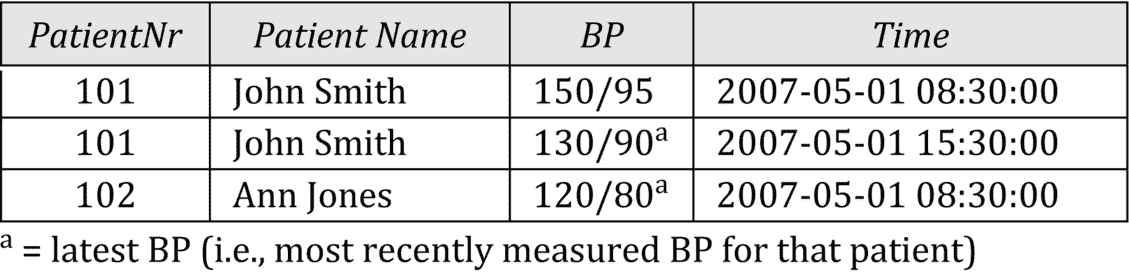 PatientNr Patient Name BP Time
101 John Smith 150/95 2007-05-01 08:30:00
101 John Smith 130/90ᵃ 2007-05-01 15:30:00
102 Ann Jones 120/80ᵃ 2007-05-01 08:30:00
ᵃ = latest BP (i.e., most recently measured BP for that patient)